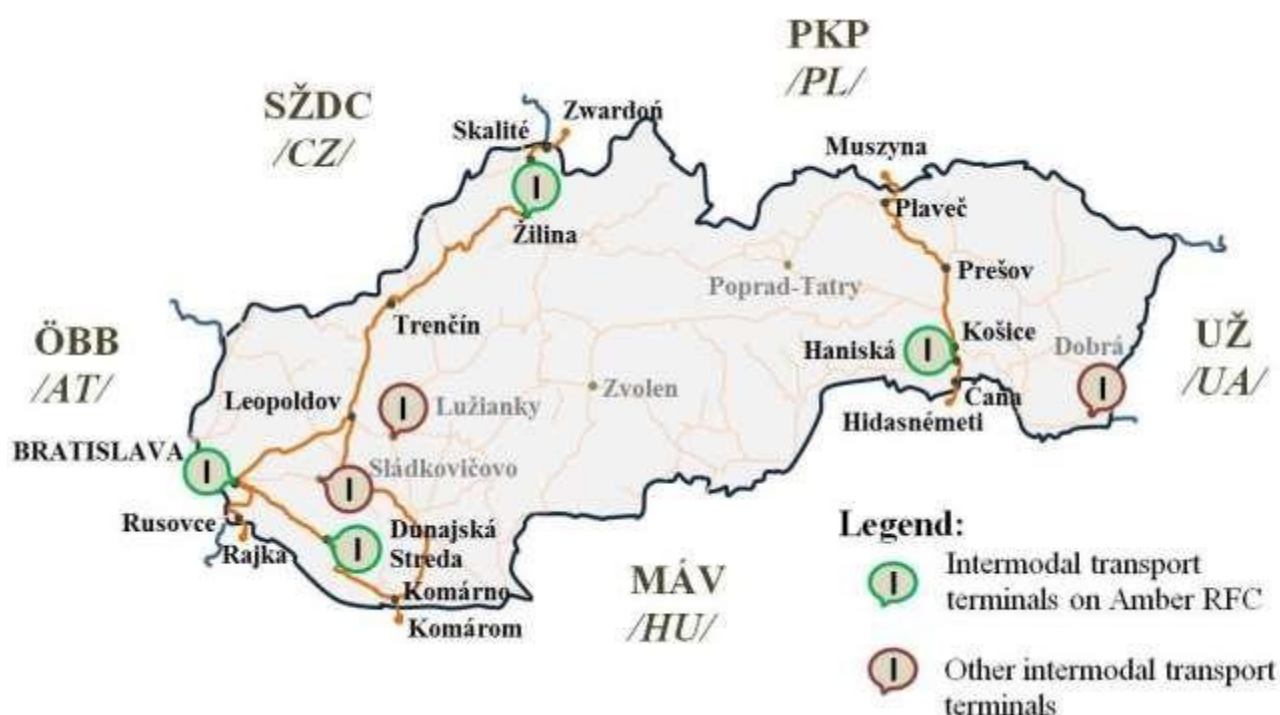 PKP
/PL/
SŽDC
/CZ/
Zwardoń
Skalité
I
Žilina
Muszyna
Plaveč
Prešov
Poprad-Tatry
Trenčín
ÖBB
/AT/
UŽ
/UA/
Košice
Haniská
I
Dobrá
I
Čaňa
Hidasnémeti
Zvolen
Leopoldov
I
Lužianky
BRATISLAVA
I
Sládkovičovo
I
Rusovce
Rajka
I
Dunajská
Streda
Komárno
Komárom
MÁV
/HU/
Legend:
I
Intermodal transport
terminals on Amber RFC
I
Other intermodal transport
terminals